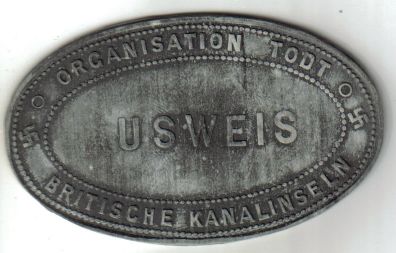 ORGANISATION TODT
USWEIS
BRITISCHE KANALINSELN